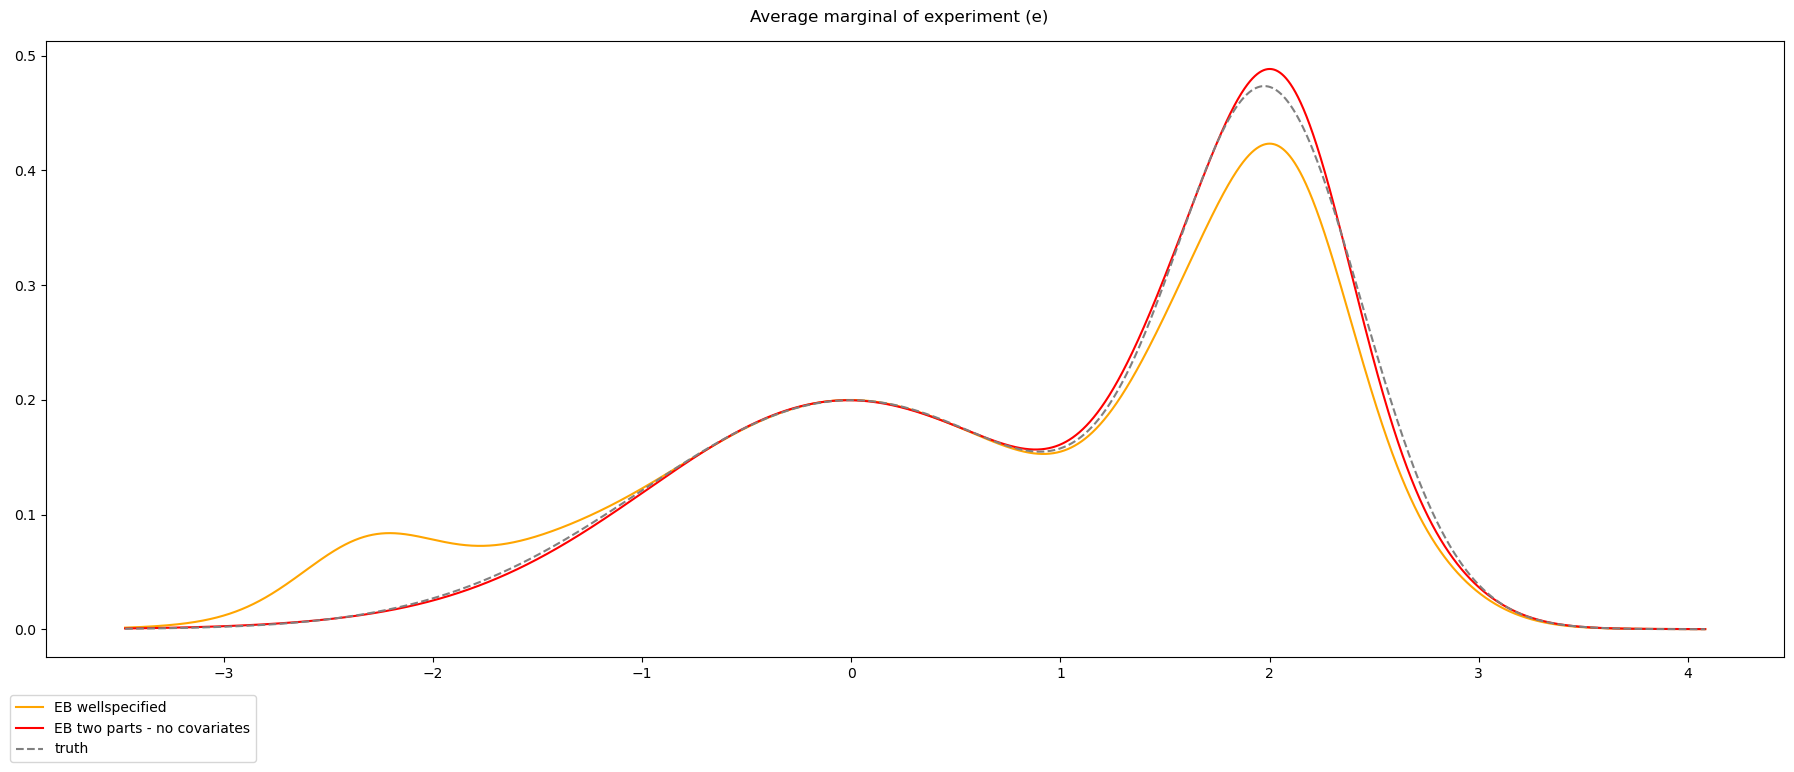 Average marginal of experiment (e)
0.5
0.4
0.3
0.2
0.1
0.0
−3 −2 −1 0 1 2 3 4
EB wellspecified
EB two parts - no covariates
truth